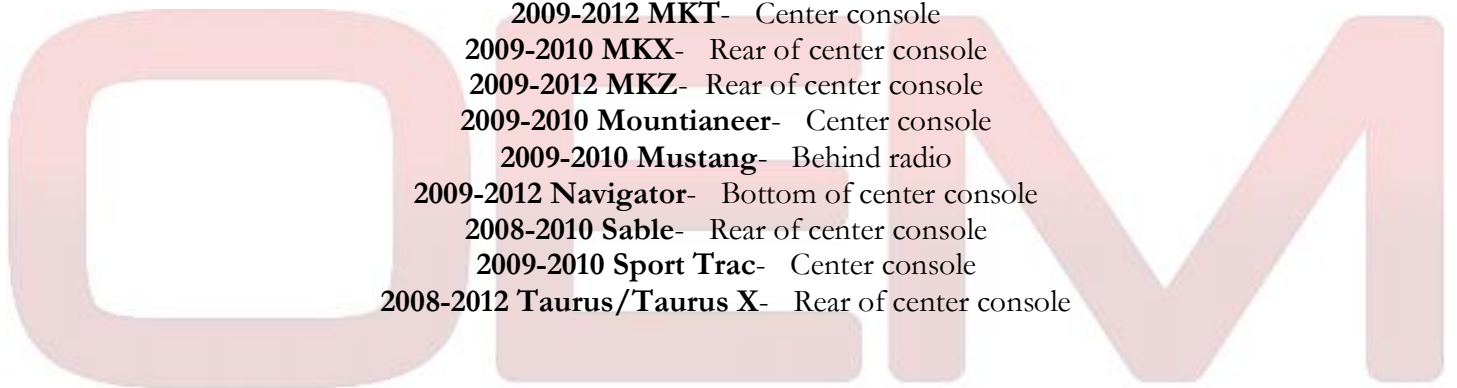 2009-2012 MKT- Center console
2009-2010 MKX- Rear of center console
2009-2012 MKZ- Rear of center console
2009-2010 Mountianeer- Center console
2009-2010 Mustang- Behind radio
2009-2012 Navigator- Bottom of center console
2008-2010 Sable- Rear of center console
2009-2010 Sport Trac- Center console
2008-2012 Taurus/Taurus X- Rear of center console
OEM